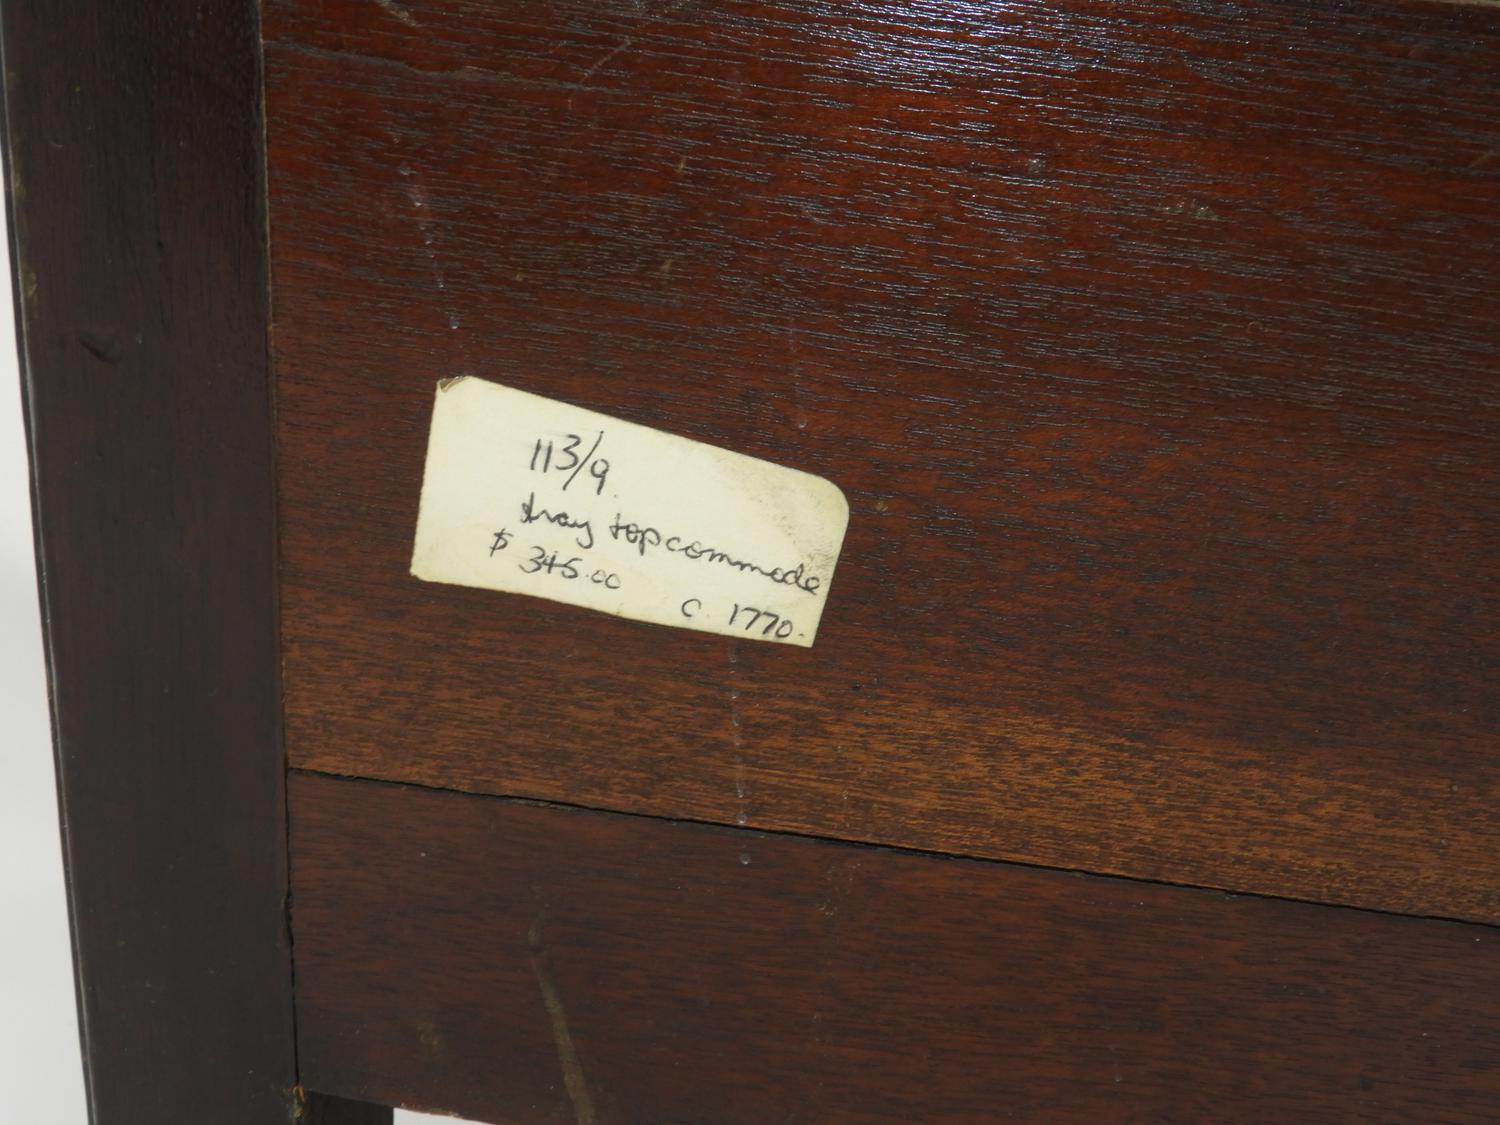 113/9.
tray top commode
$ 345.00
c. 1770.